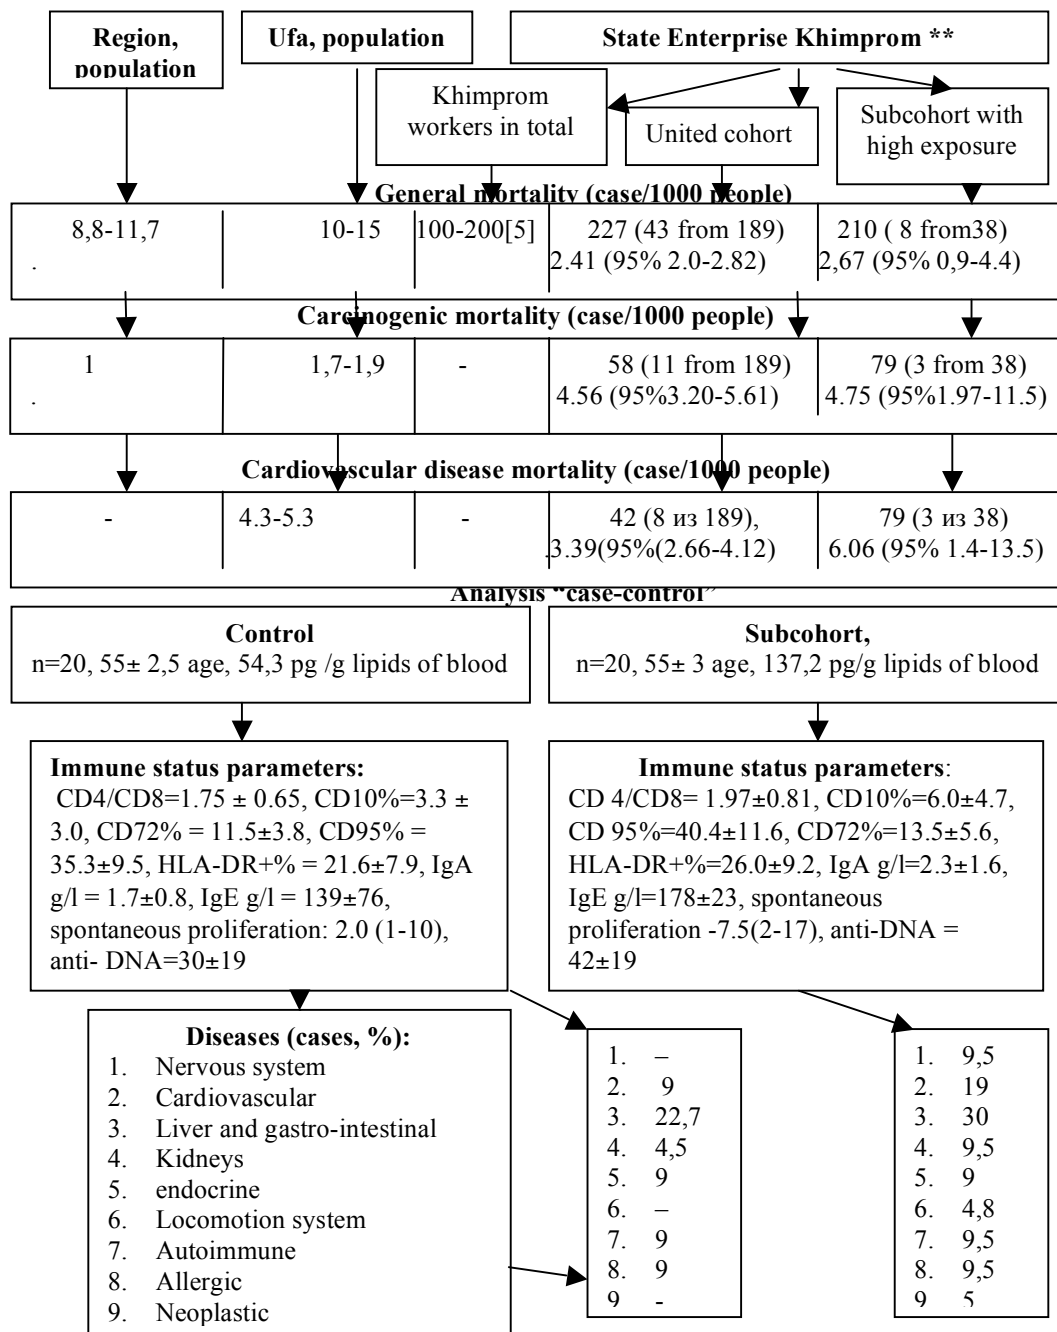 Region, population
Ufa, population
State Enterprise Khimprom **
Khimprom workers in total
United cohort
Subcohort with high exposure
General mortality (case/1000 people)
8,8-11,7
.
10-15
100-200[5]
227 (43 from 189)
2.41 (95% 2.0-2.82)
210 ( 8 from38)
2,67 (95% 0,9-4.4)
Carcinogenic mortality (case/1000 people)
1
.
1,7-1,9
-
58 (11 from 189)
4.56 (95%3.20-5.61)
79 (3 from 38)
4.75 (95%1.97-11.5)
Cardiovascular disease mortality (case/1000 people)
-
4.3-5.3
-
42 (8 из 189),
.3.39(95%(2.66-4.12)
79 (3 из 38)
6.06 (95% 1.4-13.5)
Analysis “case-control”
Control
n=20, 55± 2,5 age, 54,3 pg /g lipids of blood
Subcohort,
n=20, 55± 3 age, 137,2 pg/g lipids of blood
Immune status parameters:
CD4/CD8=1.75 ± 0.65, CD10%=3.3 ±
3.0, CD72% = 11.5±3.8, CD95% =
35.3±9.5, HLA-DR+% = 21.6±7.9, IgA
g/l = 1.7±0.8, IgE g/l = 139±76,
spontaneous proliferation: 2.0 (1-10),
anti- DNA=30±19
Immune status parameters:
CD 4/CD8= 1.97±0.81, CD10%=6.0±4.7,
CD 95%=40.4±11.6, CD72%=13.5±5.6,
HLA-DR+%=26.0±9.2, IgA g/l=2.3±1.6,
IgE g/l=178±23, spontaneous
proliferation -7.5(2-17), anti-DNA =
42±19
Diseases (cases, %):
1. Nervous system
2. Cardiovascular
3. Liver and gastro-intestinal
4. Kidneys
5. endocrine
6. Locomotion system
7. Autoimmune
8. Allergic
9. Neoplastic
1. –
2. 9
3. 22,7
4. 4,5
5. 9
6. –
7. 9
8. 9
9 -
1. 9,5
2. 19
3. 30
4. 9,5
5. 9
6. 4,8
7. 9,5
8. 9,5
9 5